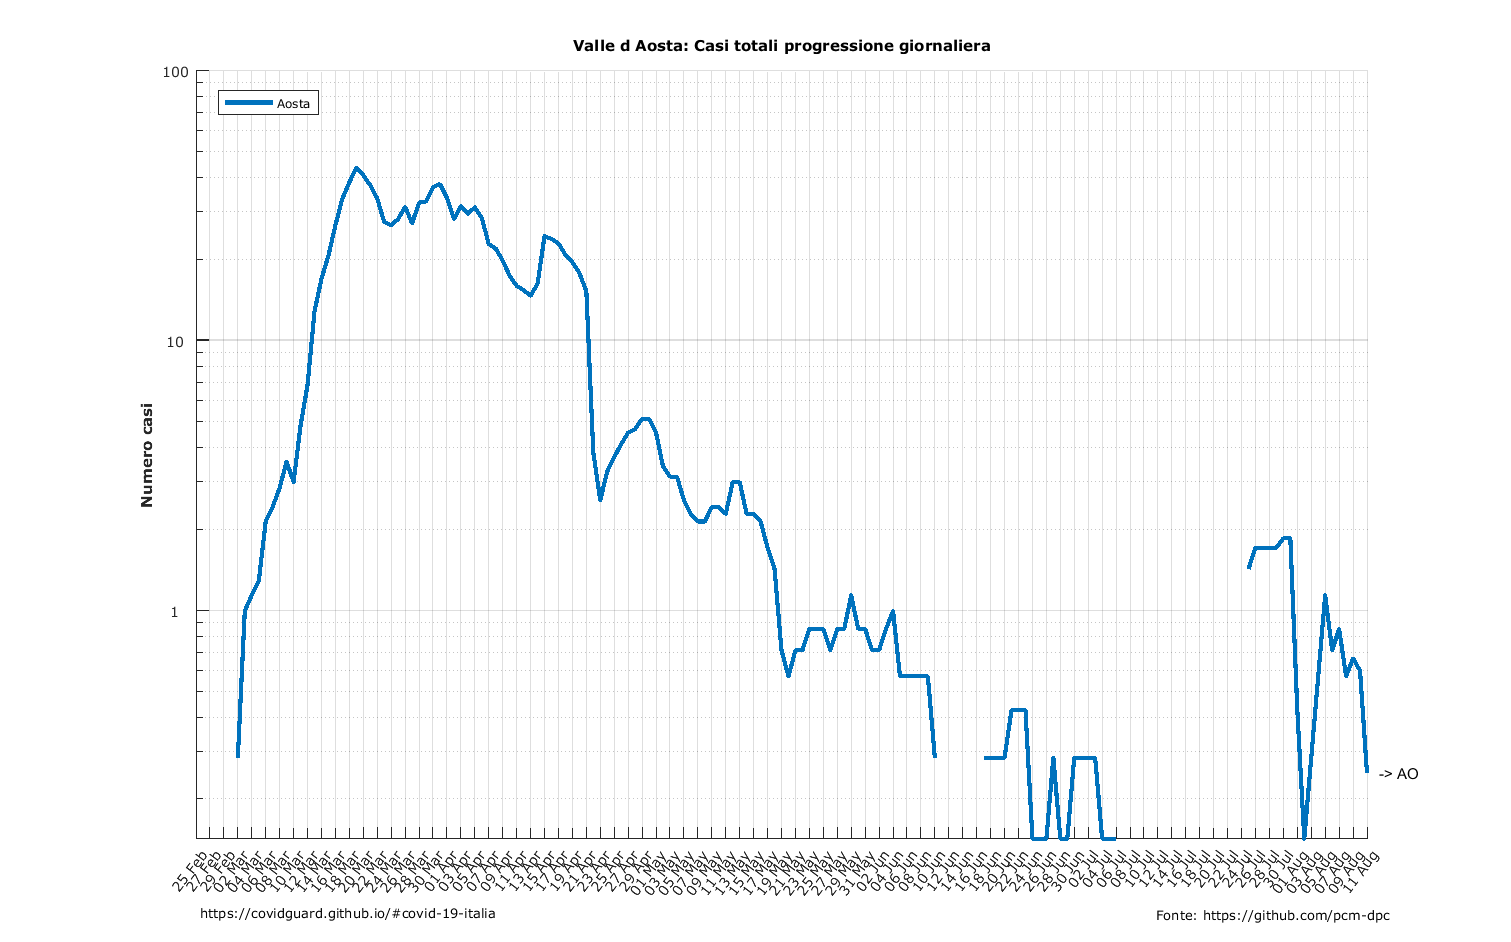 Valle d Aosta: Casi totali progressione giornaliera
100
Aosta
10
1
Numero casi
-> AO
25 Feb
27 Feb
29 Feb
02 Mar
04 Mar
06 Mar
08 Mar
10 Mar
12 Mar
14 Mar
16 Mar
18 Mar
20 Mar
22 Mar
24 Mar
26 Mar
28 Mar
30 Mar
01 Apr
03 Apr
05 Apr
07 Apr
09 Apr
11 Apr
13 Apr
15 Apr
17 Apr
19 Apr
21 Apr
23 Apr
25 Apr
27 Apr
29 Apr
01 May
03 May
05 May
07 May
09 May
11 May
13 May
15 May
17 May
19 May
21 May
23 May
25 May
27 May
29 May
31 May
02 Jun
04 Jun
06 Jun
08 Jun
10 Jun
12 Jun
14 Jun
16 Jun
18 Jun
20 Jun
22 Jun
24 Jun
26 Jun
28 Jun
30 Jun
02 Jul
04 Jul
06 Jul
08 Jul
10 Jul
12 Jul
14 Jul
16 Jul
18 Jul
20 Jul
22 Jul
24 Jul
26 Jul
28 Jul
30 Jul
01 Aug
03 Aug
05 Aug
07 Aug
09 Aug
11 Aug
https://covidguard.github.io/#covid-19-italia
Fonte: https://github.com/pcm-dpc